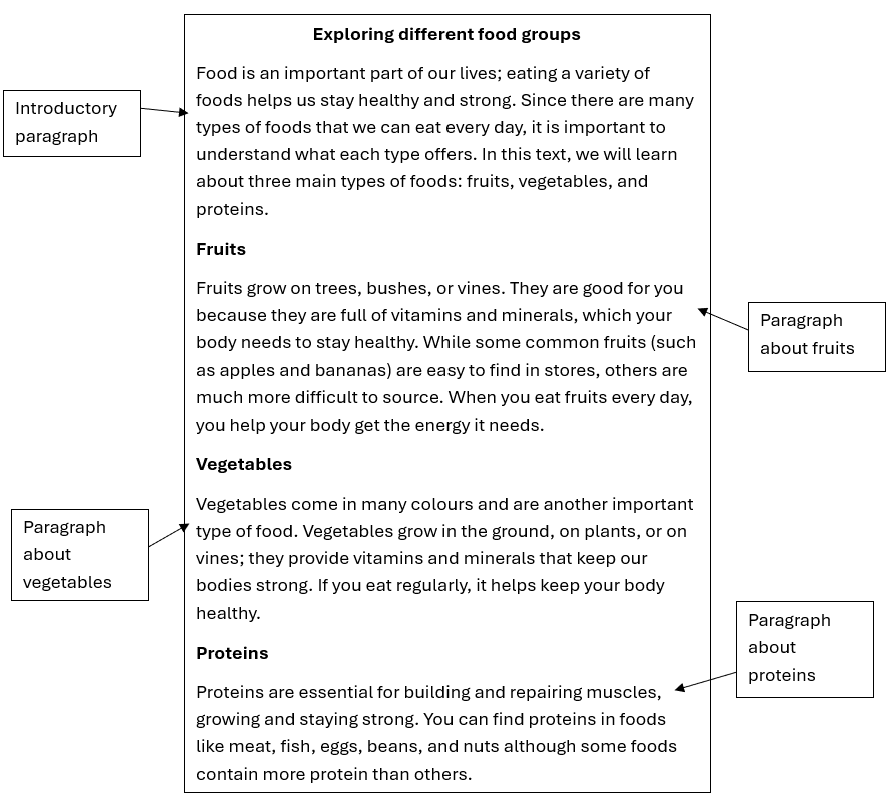 Exploring different food groups
Food is an important part of our lives; eating a variety of
foods helps us stay healthy and strong. Since there are many
types of foods that we can eat every day, it is important to
understand what each type offers. In this text, we will learn
about three main types of foods: fruits, vegetables, and
proteins.
Introductory
paragraph
Fruits
Fruits grow on trees, bushes, or vines. They are good for you
because they are full of vitamins and minerals, which your
body needs to stay healthy. While some common fruits (such
as apples and bananas) are easy to find in stores, others are
much more difficult to source. When you eat fruits every day,
you help your body get the energy it needs.
Paragraph
about fruits
Vegetables
Vegetables come in many colours and are another important
type of food. Vegetables grow in the ground, on plants, or on
vines; they provide vitamins and minerals that keep our
bodies strong. If you eat regularly, it helps keep your body
healthy.
Paragraph
about
vegetables
Proteins
Proteins are essential for building and repairing muscles,
growing and staying strong. You can find proteins in foods
like meat, fish, eggs, beans, and nuts although some foods
contain more protein than others.
Paragraph
about
proteins